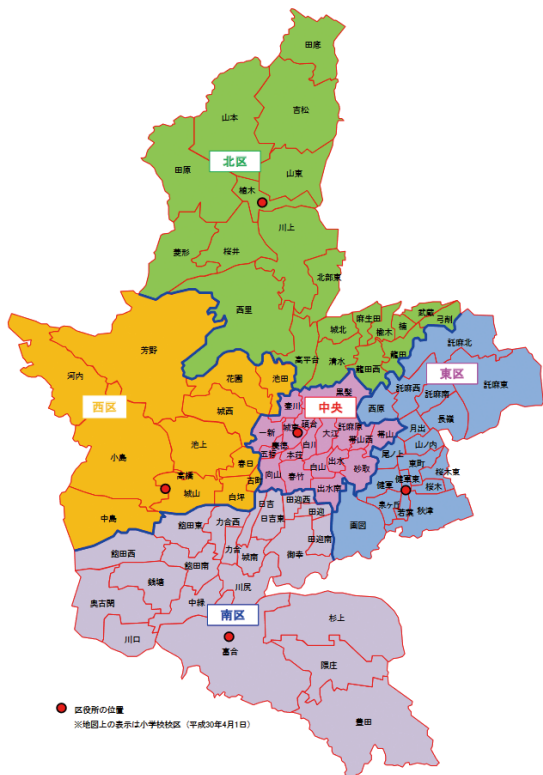 田底
山本
吉松
田原
北区
山東
植木
川上
菱形
桜井
北部東
西里
武蔵
弓削
麻生田
楡木
楠
城北
託麻北
芳野
高平台
清水
龍田
龍田西
東区
河内
花園
池田
託麻西
託麻南
託麻東
黒髪
西区
壷川
中央
西原
長嶺
城西
一新
城東
碩台
大江
託麻原
帯山西
帯山
月出
慶徳
白川
山ノ内
池上
五福
本荘
出水
尾ノ上
東町
小島
春日
向山
春竹
白山
砂取
健軍
健軍東
桜木東
高橋
古町
出水南
泉ヶ丘
若葉
桜木
城山
白坪
日吉
田迎西
秋津
中島
田迎
画図
飽田東
力合西
日吉東
飽田西
力合
田迎南
城南
御幸
飽田南
銭塘
川尻
奥古閑
中緑
南区
川口
杉上
富合
隈庄
豊田
区役所の位置
※地図上の表示は小学校校区（平成30年4月1日）